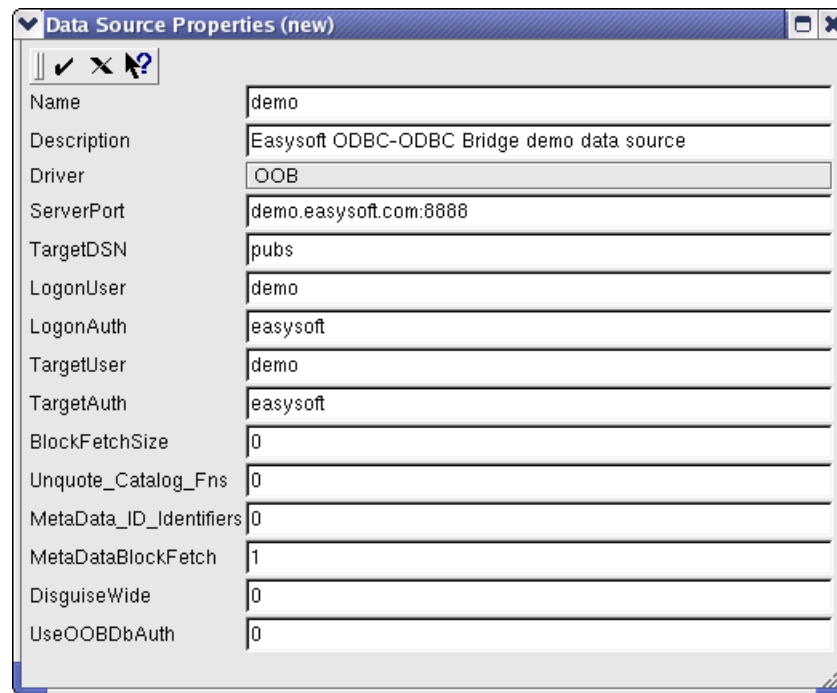 Data Source Properties (new)
Name demo
Description Easysoft ODBC-ODBC Bridge demo data source
Driver OOB
ServerPort demo.easysoft.com:8888
TargetDSN pubs
LogonUser demo
LogonAuth easysoft
TargetUser demo
TargetAuth easysoft
BlockFetchSize 0
Unquote_Catalog_Fns 0
MetaData_ID_Identifiers 0
MetaDataBlockFetch 1
DisguiseWide 0
UseOOBDbAuth 0